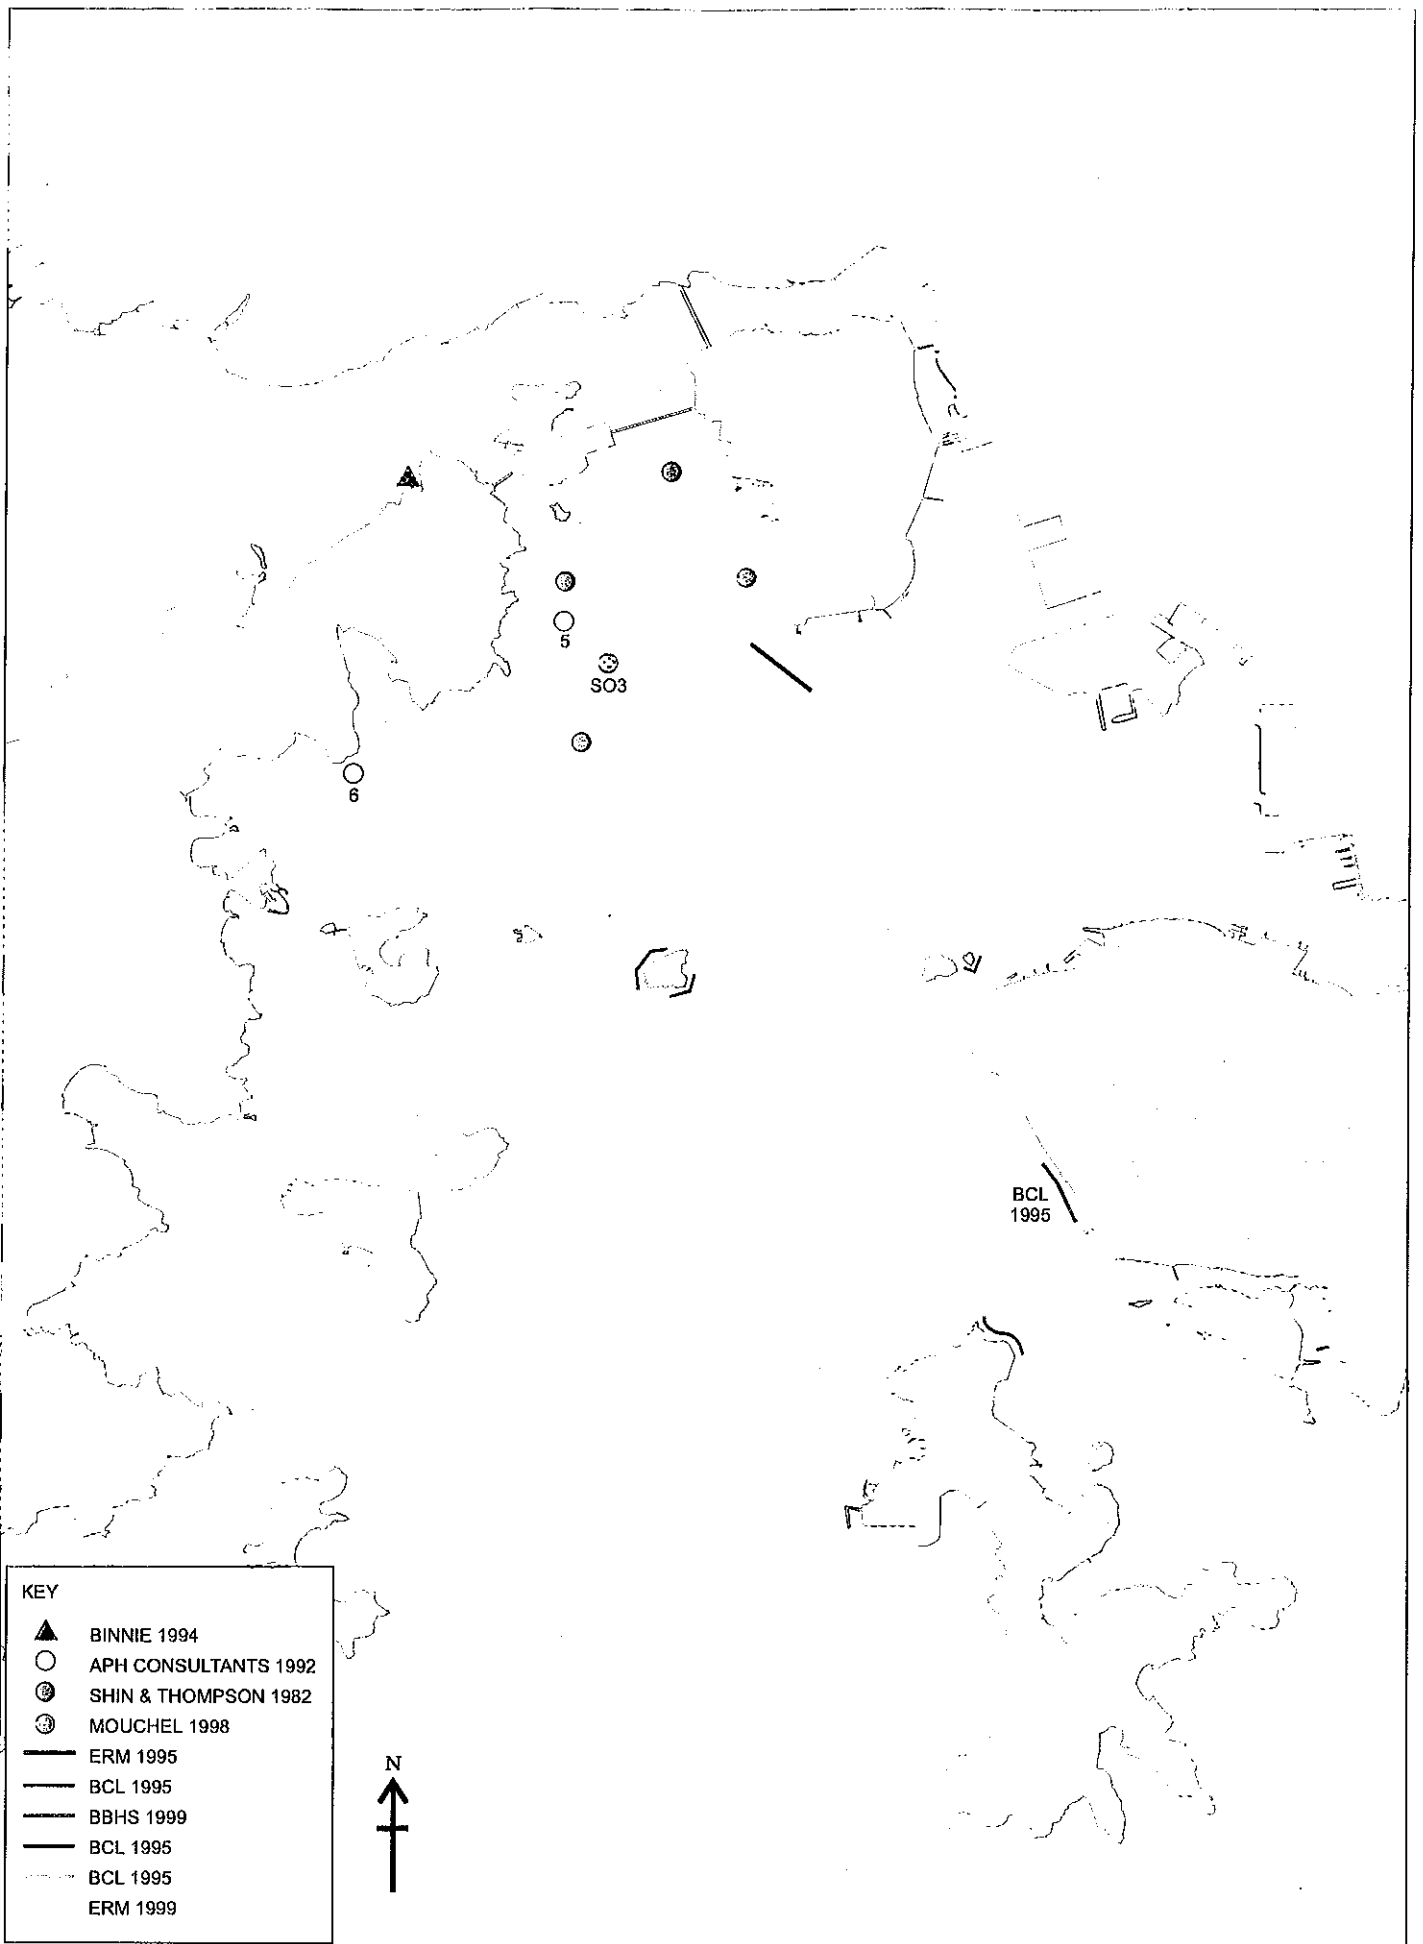 5
SO3
6
BCL
1995
KEY
BINNIE 1994
APH CONSULTANTS 1992
SHIN & THOMPSON 1982
MOUCHEL 1998
ERM 1995
BCL 1995
BBHS 1999
BCL 1995
BCL 1995
ERM 1999
N